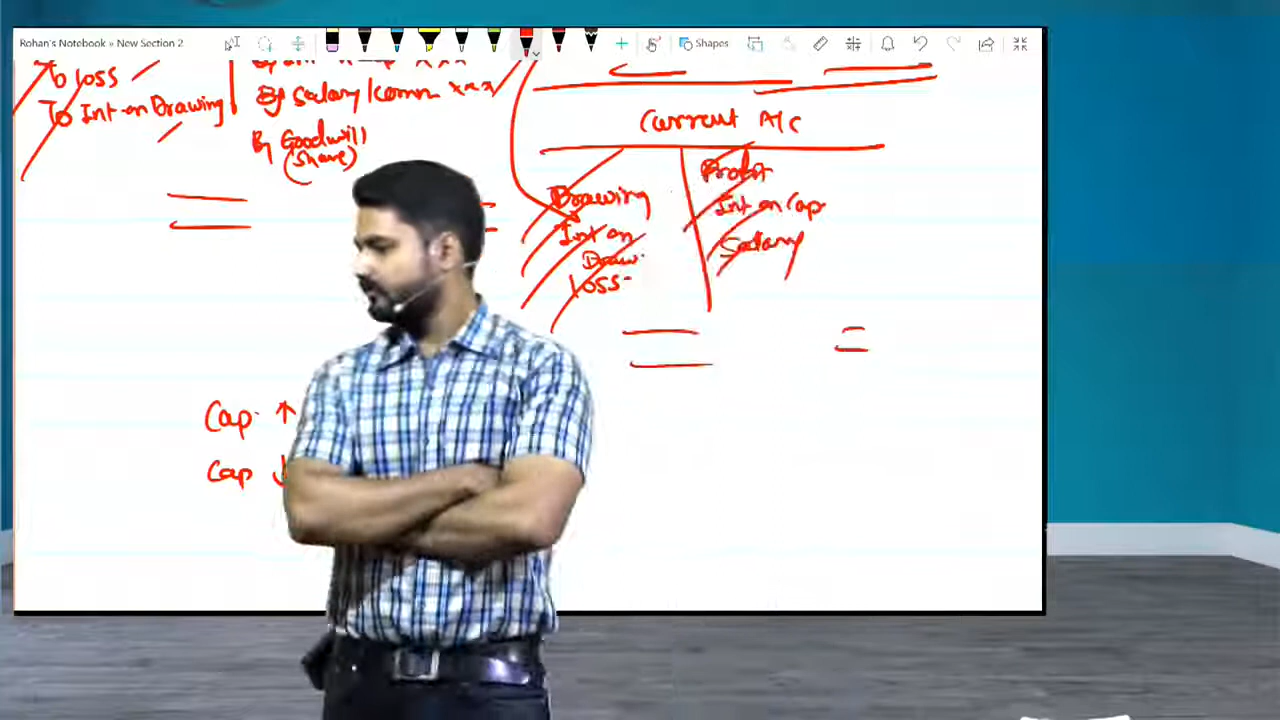 Rohan's Notebook » New Section 2
Shapes
To loss
To Int on Drawing
By Salary/comm xxx
By Goodwill
(Share)
Current A/c
Drawing
Int on
Draw
loss
Profit
Int on Cap
Salary
Cap ↑
Cap ↓